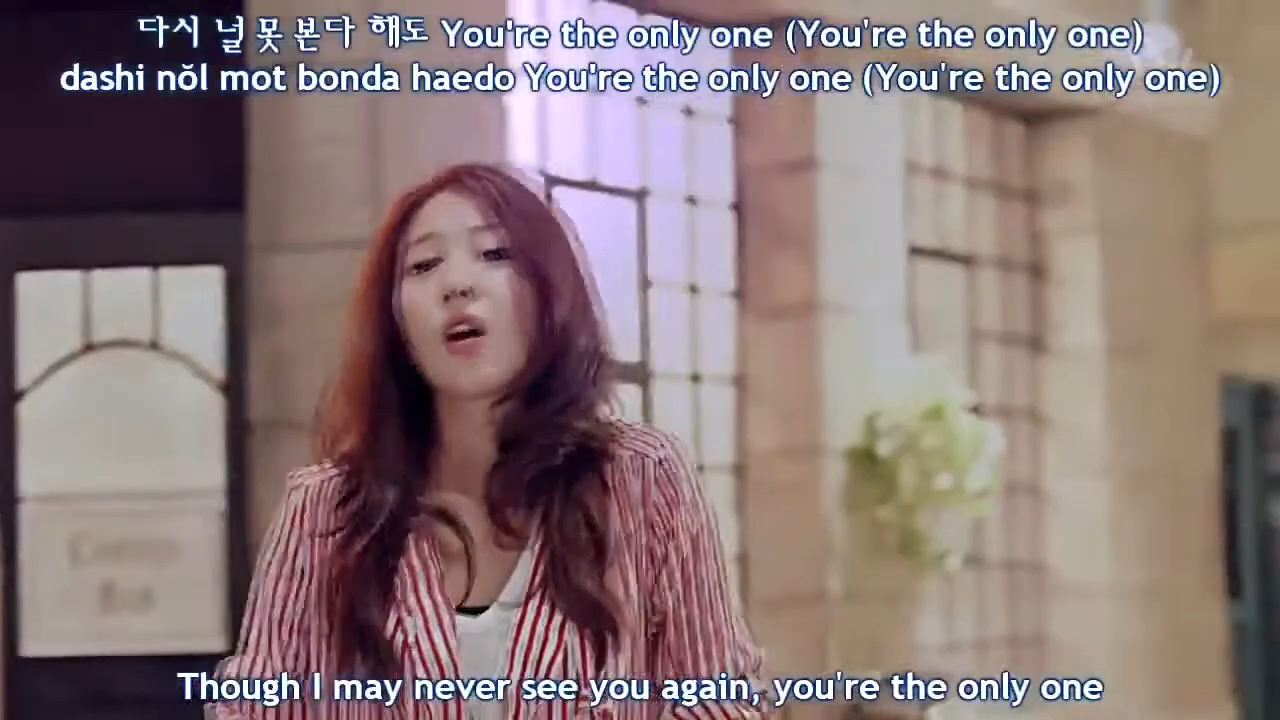 다시 널 못 본다 해도 You're the only one (You're the only one)
dashi nŏl mot bonda haedo You're the only one (You're the only one)
Though I may never see you again, you're the only one